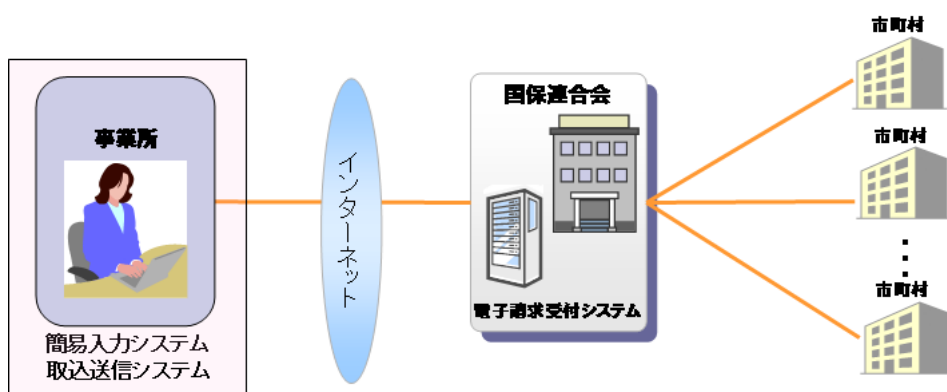 事業所
簡易入力システム
取込送信システム
インターネット
国保連合会
電子請求受付システム
市町村
市町村
・・・
市町村